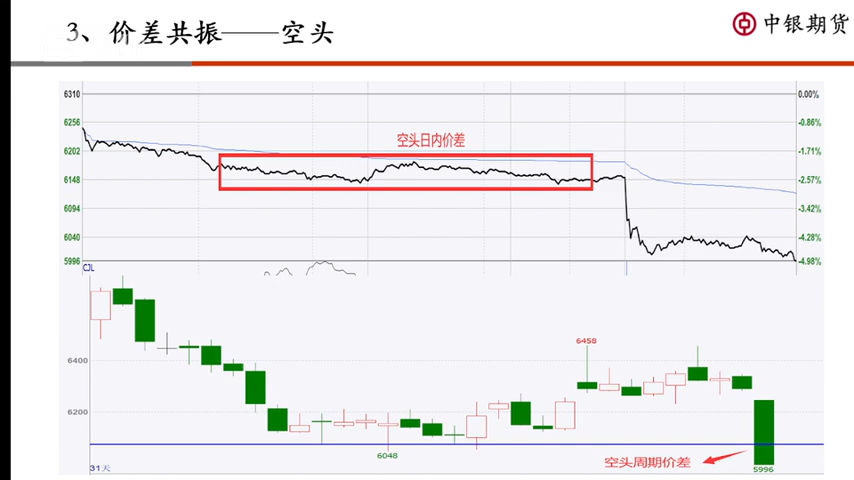 3、价差共振——空头
中银期货
6310 0.00%
6256 -0.86%
空头日内价差
6202 -1.71%
6148 -2.57%
6094 -3.42%
6040 -4.28%
5996 -4.98%
CJL
6458
6400
6200
6048
空头周期价差
31天
5996